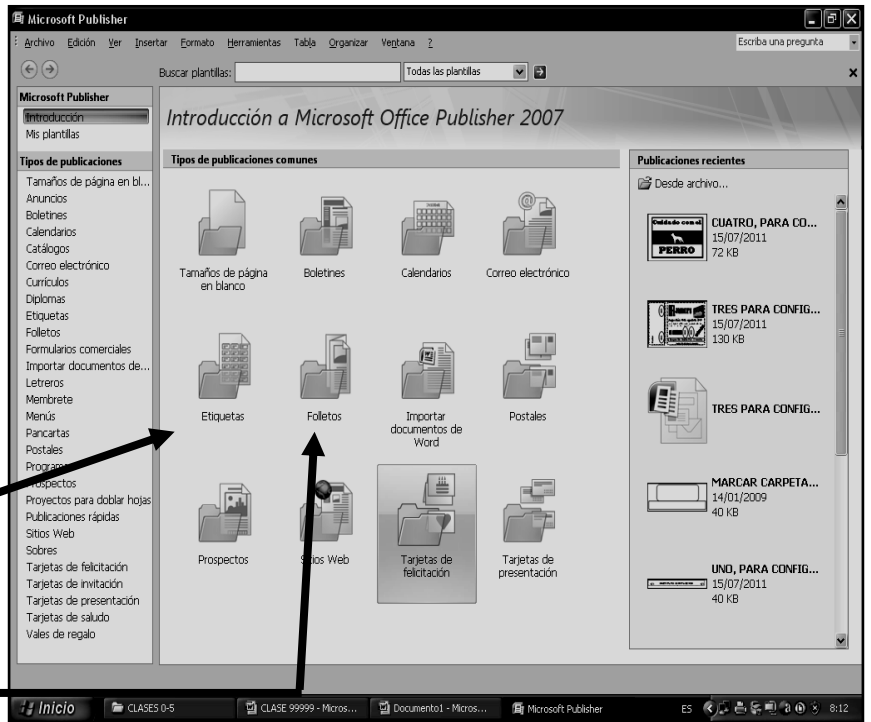 Microsoft Publisher
Archivo Edición Ver Insertar Formato Herramientas Tabla Organizar Ventana ?
Escriba una pregunta
Buscar plantillas:
Todas las plantillas
Microsoft Publisher
Introducción
Mis plantillas
Tipos de publicaciones
Tamaños de página en bl...
Anuncios
Boletines
Calendarios
Catálogos
Correo electrónico
Currículos
Diplomas
Etiquetas
Folletos
Formularios comerciales
Importar documentos de...
Letreros
Membrete
Menús
Pancartas
Postales
Prospectos
Proyectos para doblar hojas
Publicaciones rápidas
Sitios Web
Sobres
Tarjetas de felicitación
Tarjetas de invitación
Tarjetas de presentación
Tarjetas de saludo
Vales de regalo
Introducción a Microsoft Office Publisher 2007
Tipos de publicaciones comunes
Tamaños de página
en blanco
Boletines
Calendarios
Correo electrónico
Etiquetas
Folletos
Importar
documentos de
Word
Postales
Prospectos
Sitios Web
Tarjetas de
felicitación
Tarjetas de
presentación
Publicaciones recientes
Desde archivo...
Cuidado con el
PERRO
CUATRO, PARA CO...
15/07/2011
72 KB
TRES PARA CONFIG...
15/07/2011
130 KB
TRES PARA CONFIG...
MARCAR CARPETA...
14/01/2009
40 KB
UNO, PARA CONFIG...
15/07/2011
40 KB
Inicio
CLASES 0-5
CLASE 99999 - Micros...
Documento1 - Micros...
Microsoft Publisher
ES
8:12